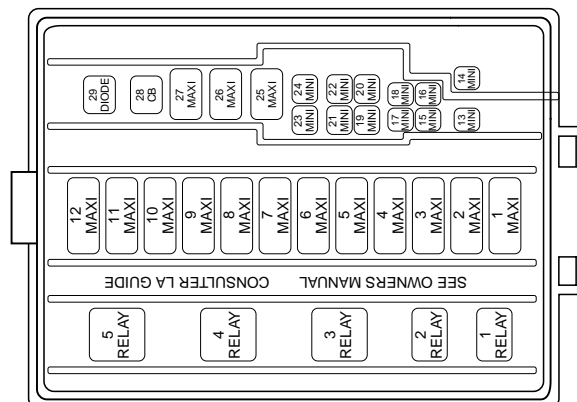 29 DIODE
28 CB
27 MAXI
26 MAXI
25 MAXI
24 MINI
23 MINI
22 MINI
21 MINI
20 MINI
19 MINI
18 MINI
17 MINI
16 MINI
15 MINI
14 MINI
13 MINI
12 MAXI
11 MAXI
10 MAXI
9 MAXI
8 MAXI
7 MAXI
6 MAXI
5 MAXI
4 MAXI
3 MAXI
2 MAXI
1 MAXI
SEE OWNERS MANUAL CONSULTER LA GUIDE
5 RELAY
4 RELAY
3 RELAY
2 RELAY
1 RELAY